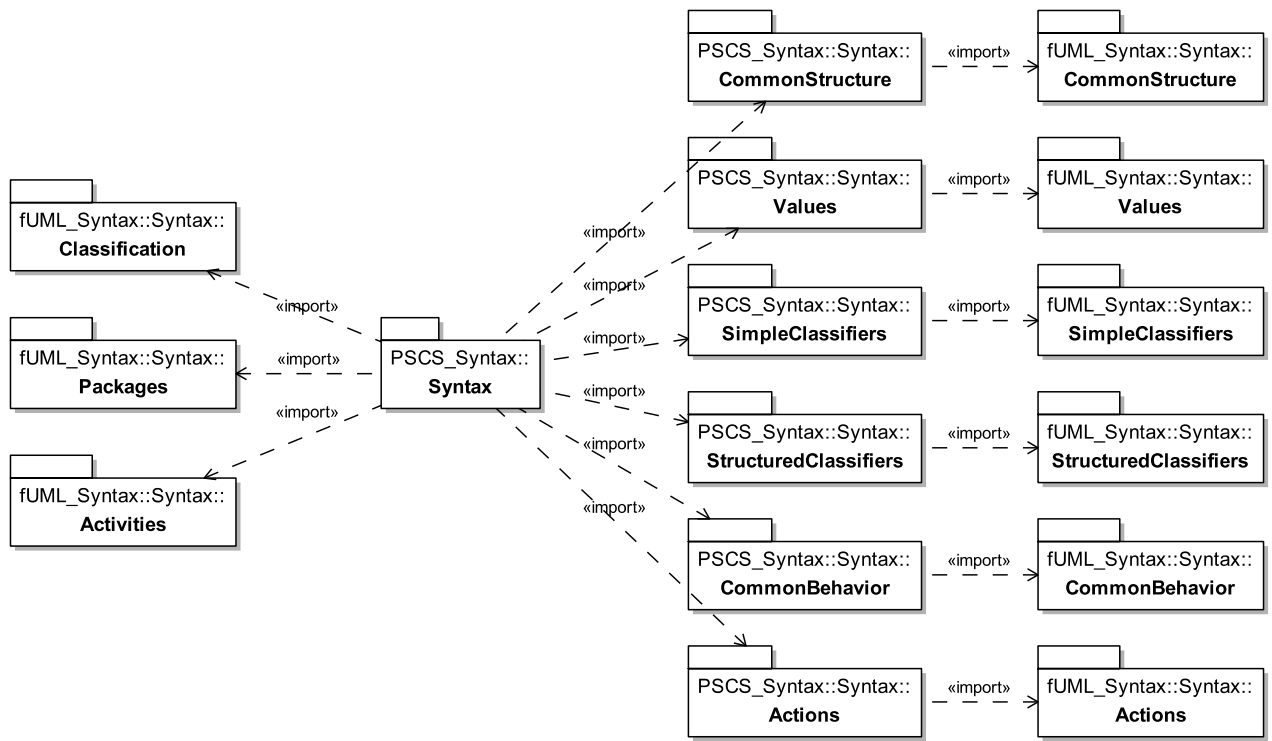 PSCS_Syntax::Syntax::
CommonStructure
«import»
fUML_Syntax::Syntax::
CommonStructure
PSCS_Syntax::Syntax::
Values
«import»
fUML_Syntax::Syntax::
Values
fUML_Syntax::Syntax::
Classification
«import»
«import»
«import»
PSCS_Syntax::Syntax::
SimpleClassifiers
«import»
fUML_Syntax::Syntax::
SimpleClassifiers
«import»
«import»
fUML_Syntax::Syntax::
Packages
«import»
PSCS_Syntax::
Syntax
«import»
«import»
PSCS_Syntax::Syntax::
StructuredClassifiers
«import»
fUML_Syntax::Syntax::
StructuredClassifiers
«import»
fUML_Syntax::Syntax::
Activities
«import»
PSCS_Syntax::Syntax::
CommonBehavior
«import»
fUML_Syntax::Syntax::
CommonBehavior
PSCS_Syntax::Syntax::
Actions
«import»
fUML_Syntax::Syntax::
Actions